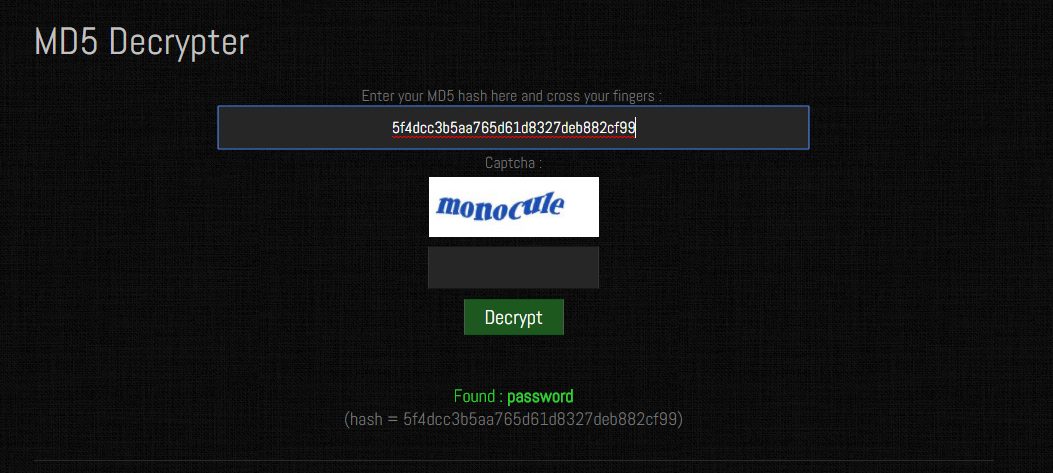 MD5 Decrypter
Enter your MD5 hash here and cross your fingers :
5f4dcc3b5aa765d61d8327deb882cf99
Captcha :
monocule
Decrypt
Found : password
(hash = 5f4dcc3b5aa765d61d8327deb882cf99)